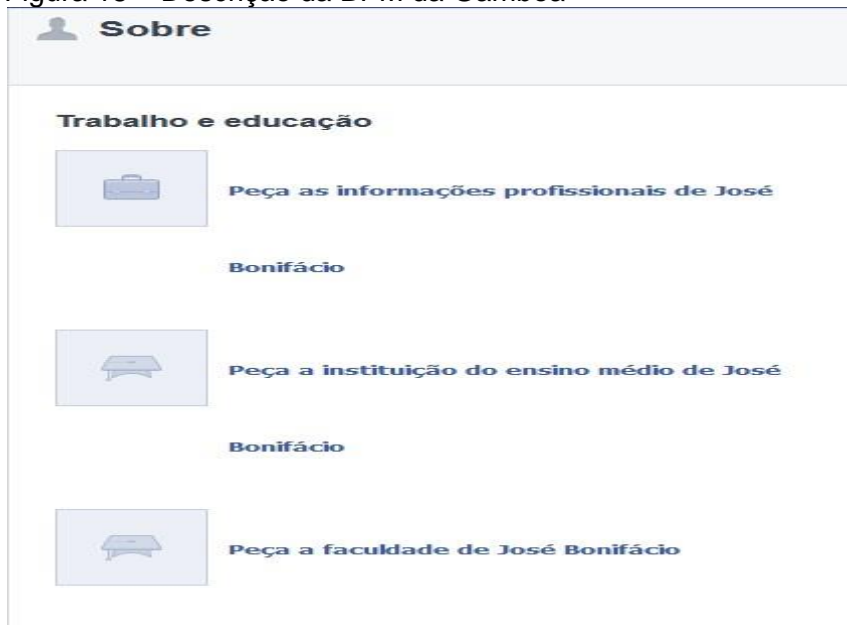 Sobre
Trabalho e educação
Peça as informações profissionais de José
Bonifácio
Peça a instituição do ensino médio de José
Bonifácio
Peça a faculdade de José Bonifácio